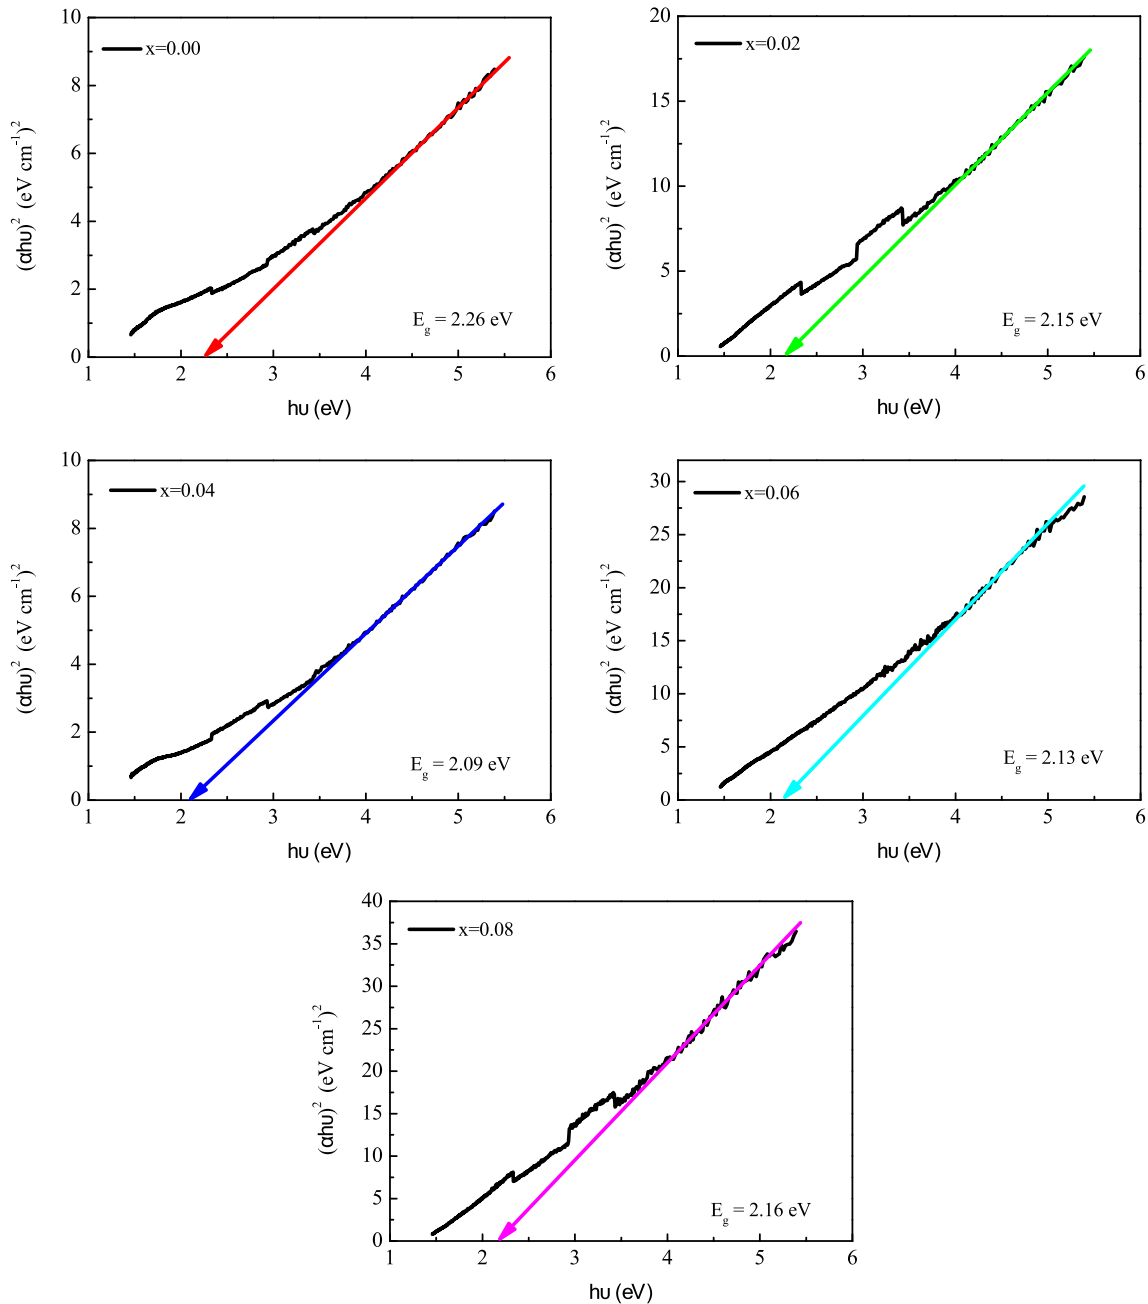 x=0.00
(αhυ)² (eV cm⁻¹)²
10
8
6
4
2
0
E_g = 2.26 eV
1 2 3 4 5 6
hυ (eV)
x=0.02
(αhυ)² (eV cm⁻¹)²
20
15
10
5
0
E_g = 2.15 eV
1 2 3 4 5 6
hυ (eV)
x=0.04
(αhυ)² (eV cm⁻¹)²
10
8
6
4
2
0
E_g = 2.09 eV
1 2 3 4 5 6
hυ (eV)
x=0.06
(αhυ)² (eV cm⁻¹)²
30
25
20
15
10
5
0
E_g = 2.13 eV
1 2 3 4 5 6
hυ (eV)
x=0.08
(αhυ)² (eV cm⁻¹)²
40
35
30
25
20
15
10
5
0
E_g = 2.16 eV
1 2 3 4 5 6
hυ (eV)